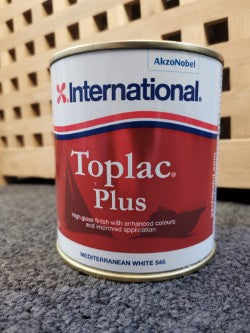 AkzoNobel
International®
Toplac®
Plus
High gloss finish with enhanced colours
and improved application
MEDITERRANEAN WHITE 545